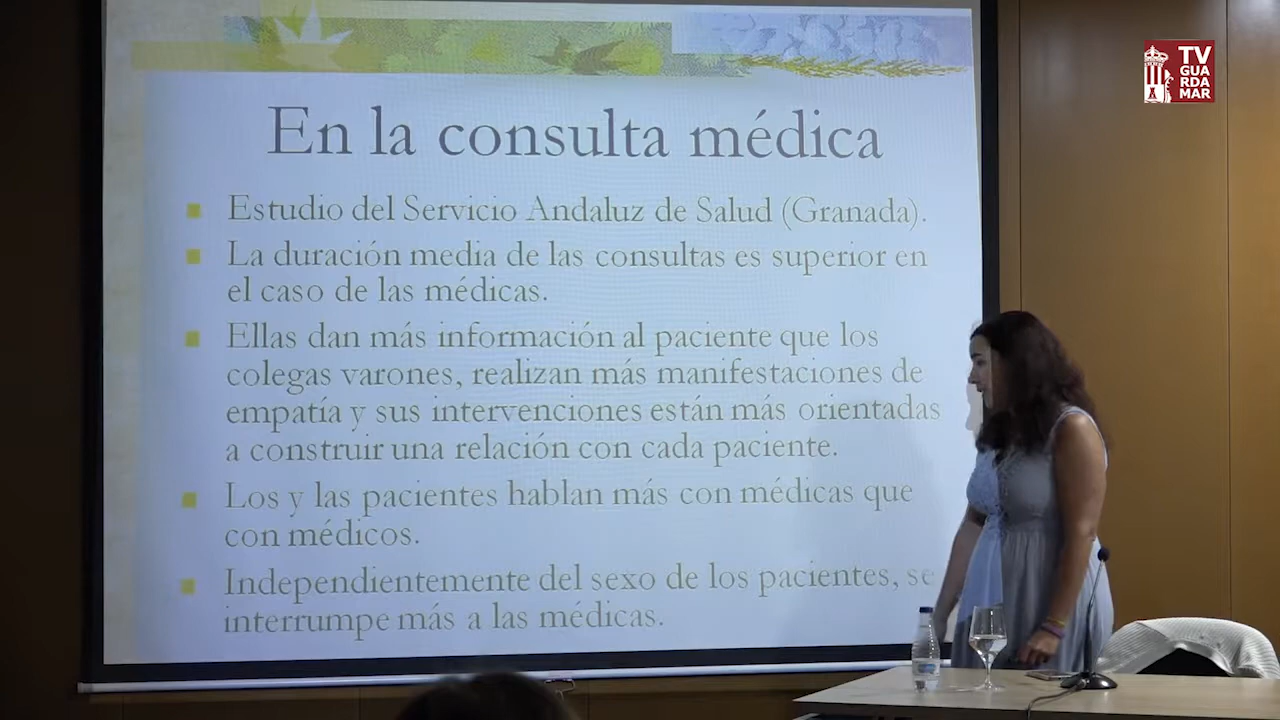 En la consulta médica
Estudio del Servicio Andaluz de Salud (Granada).
La duración media de las consultas es superior en
el caso de las médicas.
Ellas dan más información al paciente que los
colegas varones, realizan más manifestaciones de
empatía y sus intervenciones están más orientadas
a construir una relación con cada paciente.
Los y las pacientes hablan más con médicas que
con médicos.
Independientemente del sexo de los pacientes, se
interrumpe más a las médicas.
TV
GUA
RDA
MAR